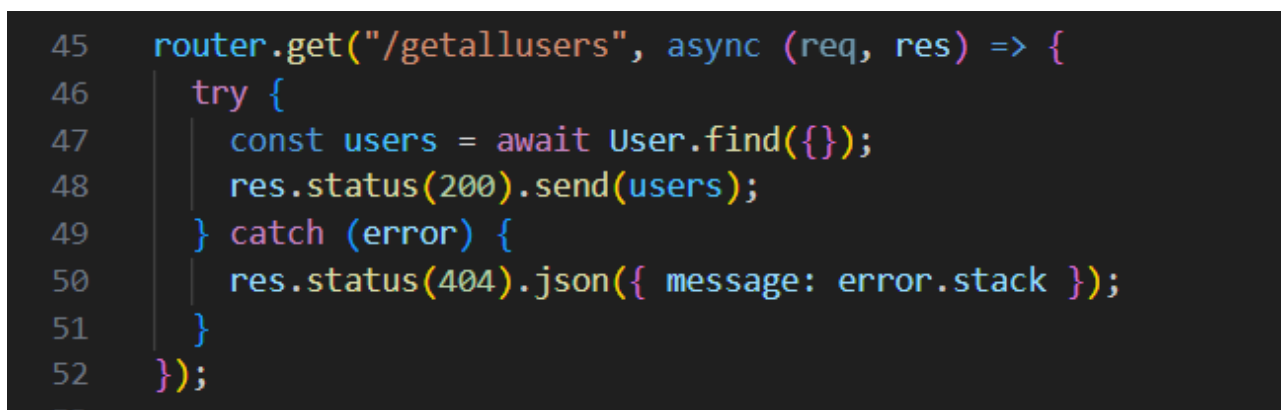 45 router.get("/getallusers", async (req, res) => {
46 try {
47 const users = await User.find({});
48 res.status(200).send(users);
49 } catch (error) {
50 res.status(404).json({ message: error.stack });
51 }
52 });